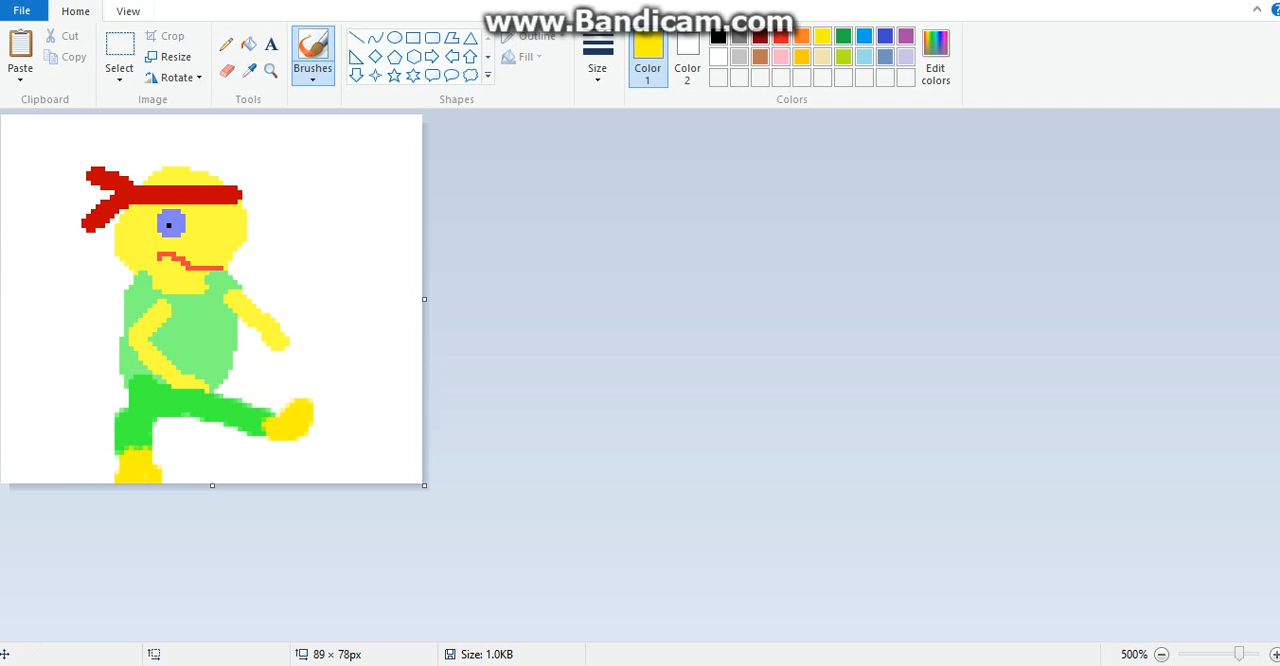 www.Bandicam.com
File Home View
Cut Crop Outline
Copy Resize Fill
Paste Select Rotate Brushes Size Color 1 Color 2 Edit colors
Clipboard Image Tools Shapes Colors
89 × 78px Size: 1.0KB 500%